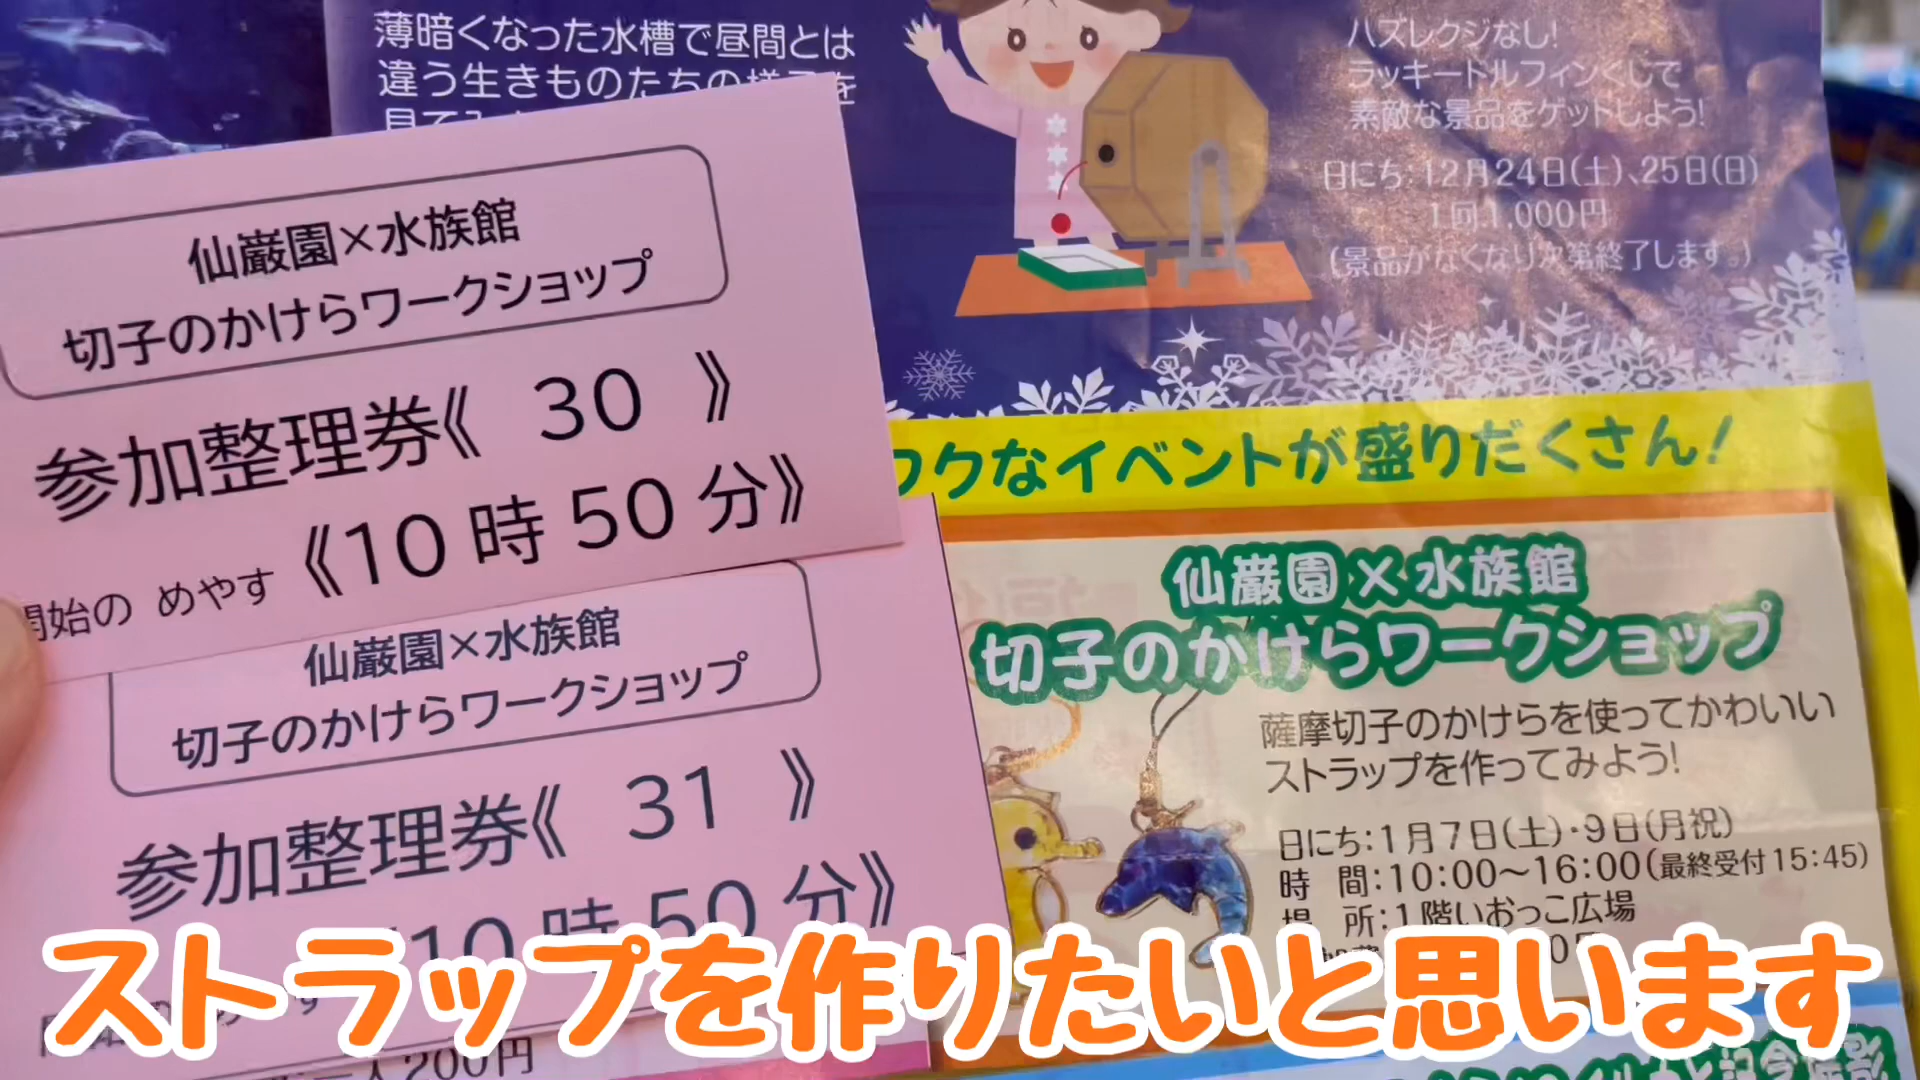 薄暗くなった水槽で昼間とは
違う生きものたちの様子を
ハズレクジなし!
ラッキードルフィンくじで
素敵な景品をゲットしよう!
日にち:12月24日(土)、25日(日)
1回1,000円
(景品がなくなり次第終了します。)
仙巌園×水族館
切子のかけらワークショップ
参加整理券《 30 》
開始の めやす 《10時50分》
仙巌園×水族館
切子のかけらワークショップ
参加整理券《 31 》
《10時50分》
一人200円
クなイベントが盛りだくさん!
仙巌園×水族館
切子のかけらワークショップ
薩摩切子のかけらを使ってかわいい
ストラップを作ってみよう!
日にち:1月7日(土)・9日(月祝)
時 間:10:00〜16:00(最終受付15:45)
場 所:1階いおっこ広場
ストラップを作りたいと思います